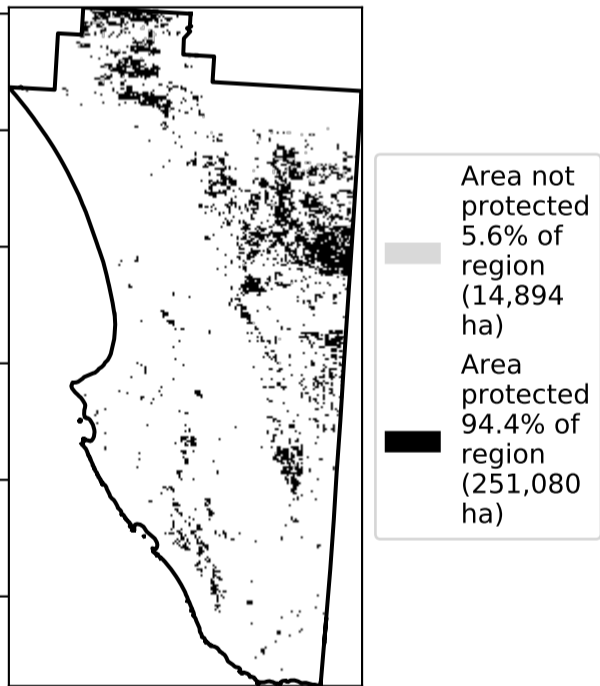 Area not
protected
5.6% of
region
(14,894
ha)
Area
protected
94.4% of
region
(251,080
ha)